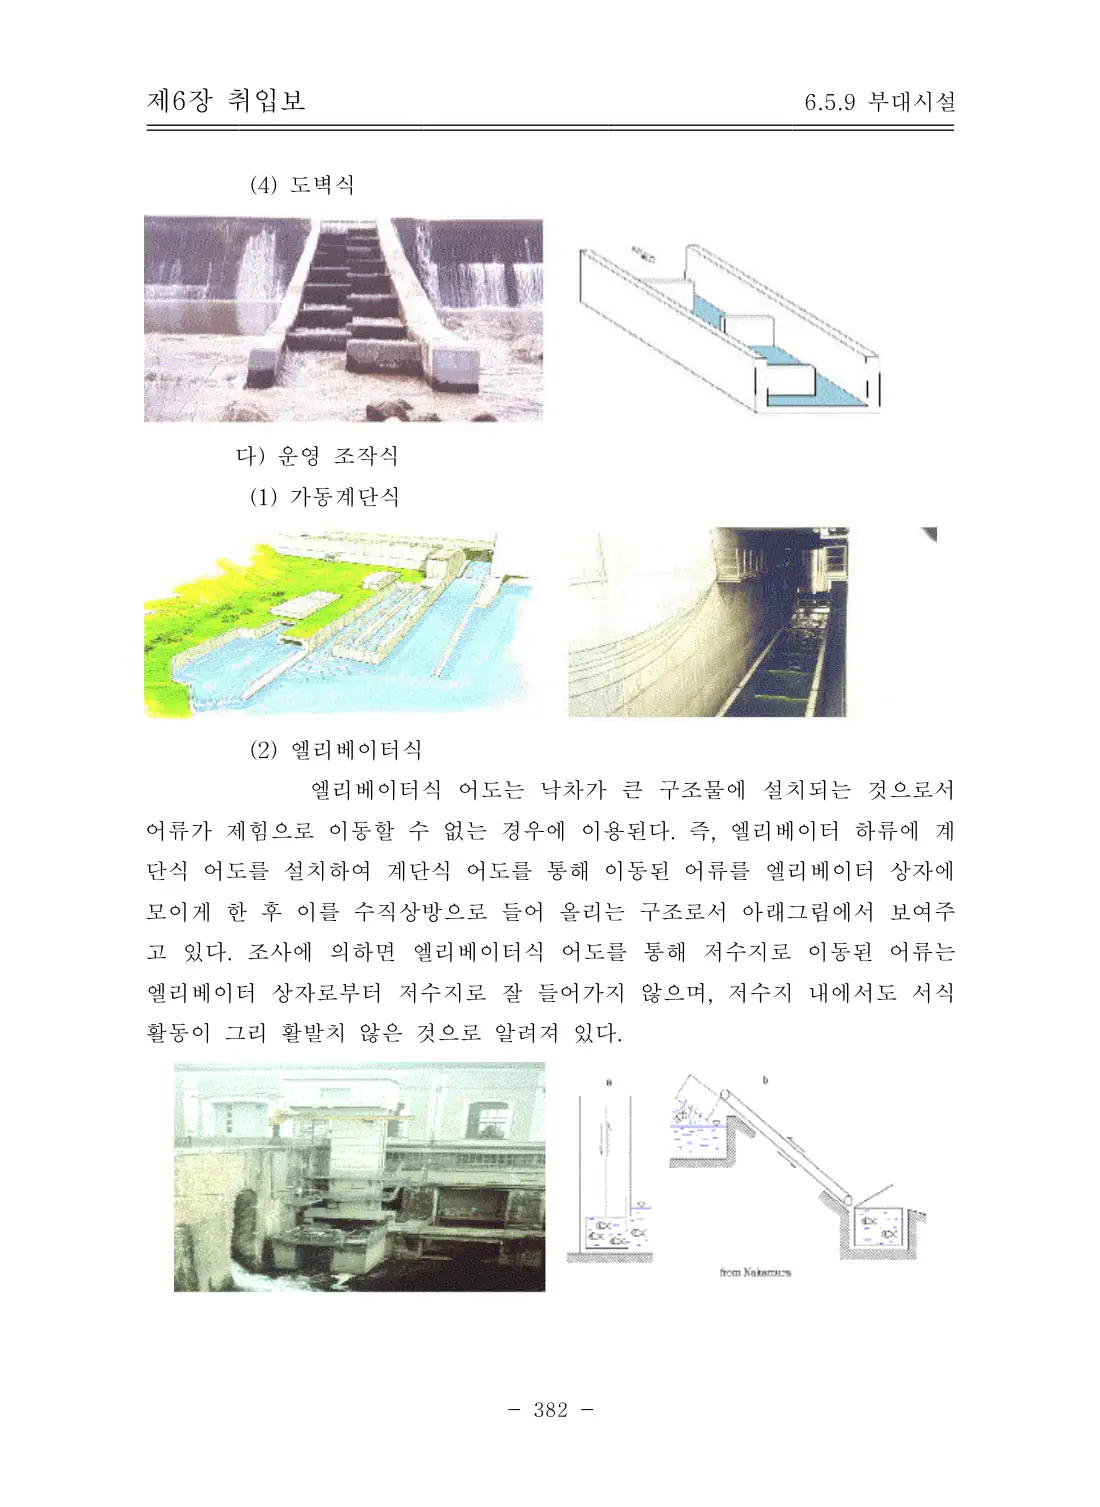 제6장 취입보
6.5.9 부대시설
(4) 도벽식
다) 운영 조작식
(1) 가동계단식
(2) 엘리베이터식
엘리베이터식 어도는 낙차가 큰 구조물에 설치되는 것으로서
어류가 제힘으로 이동할 수 없는 경우에 이용된다. 즉, 엘리베이터 하류에 계
단식 어도를 설치하여 계단식 어도를 통해 이동된 어류를 엘리베이터 상자에
모이게 한 후 이를 수직상방으로 들어 올리는 구조로서 아래그림에서 보여주
고 있다. 조사에 의하면 엘리베이터식 어도를 통해 저수지로 이동된 어류는
엘리베이터 상자로부터 저수지로 잘 들어가지 않으며, 저수지 내에서도 서식
활동이 그리 활발치 않은 것으로 알려져 있다.
a
b
from Nakamura
- 382 -